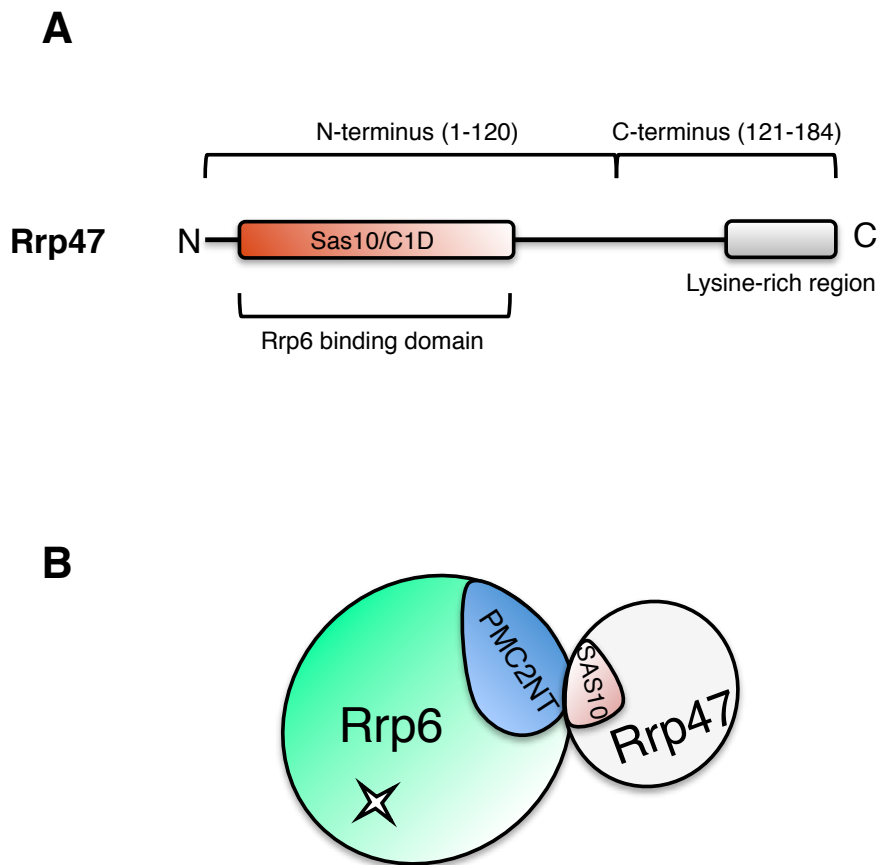 A
N-terminus (1-120)
C-terminus (121-184)
Rrp47
N
Sas10/C1D
C
Lysine-rich region
Rrp6 binding domain
B
PMC2NT
SAS10
Rrp6
Rrp47